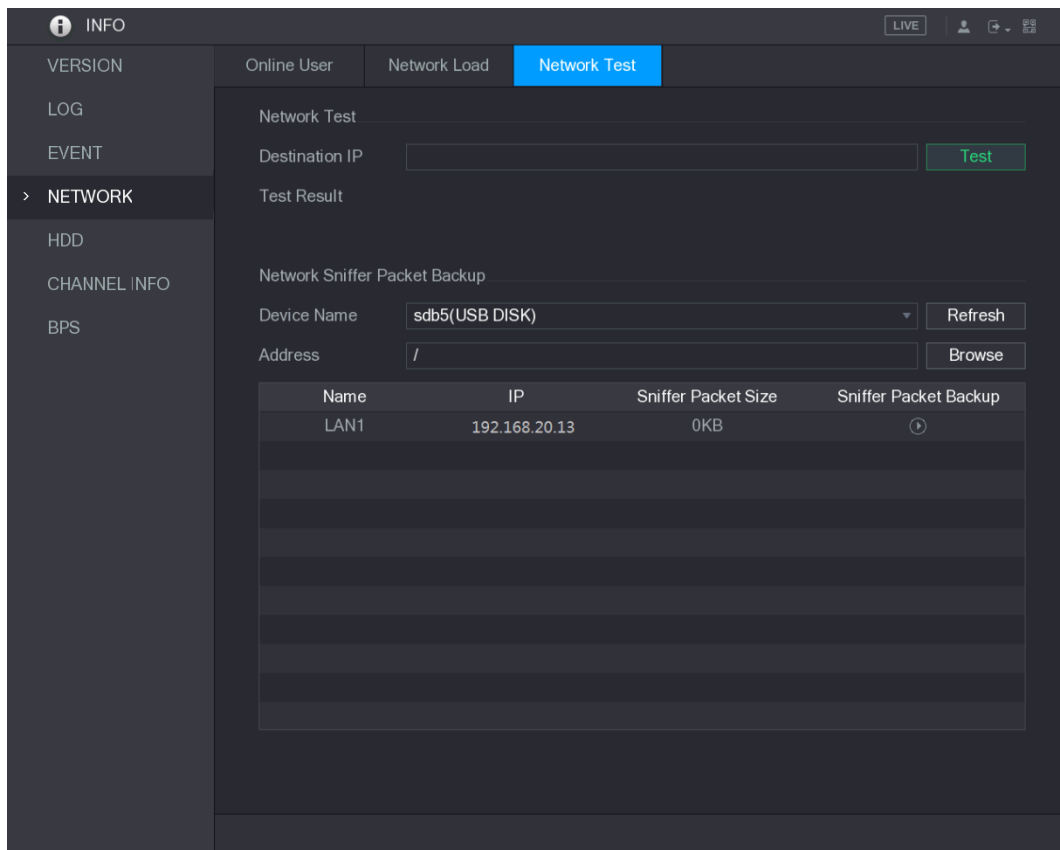 INFO LIVE
VERSION
LOG
EVENT
NETWORK
HDD
CHANNEL INFO
BPS
Online User Network Load Network Test
Network Test
Destination IP Test
Test Result
Network Sniffer Packet Backup
Device Name sdb5(USB DISK) Refresh
Address / Browse
Name IP Sniffer Packet Size Sniffer Packet Backup
LAN1 192.168.20.13 0KB